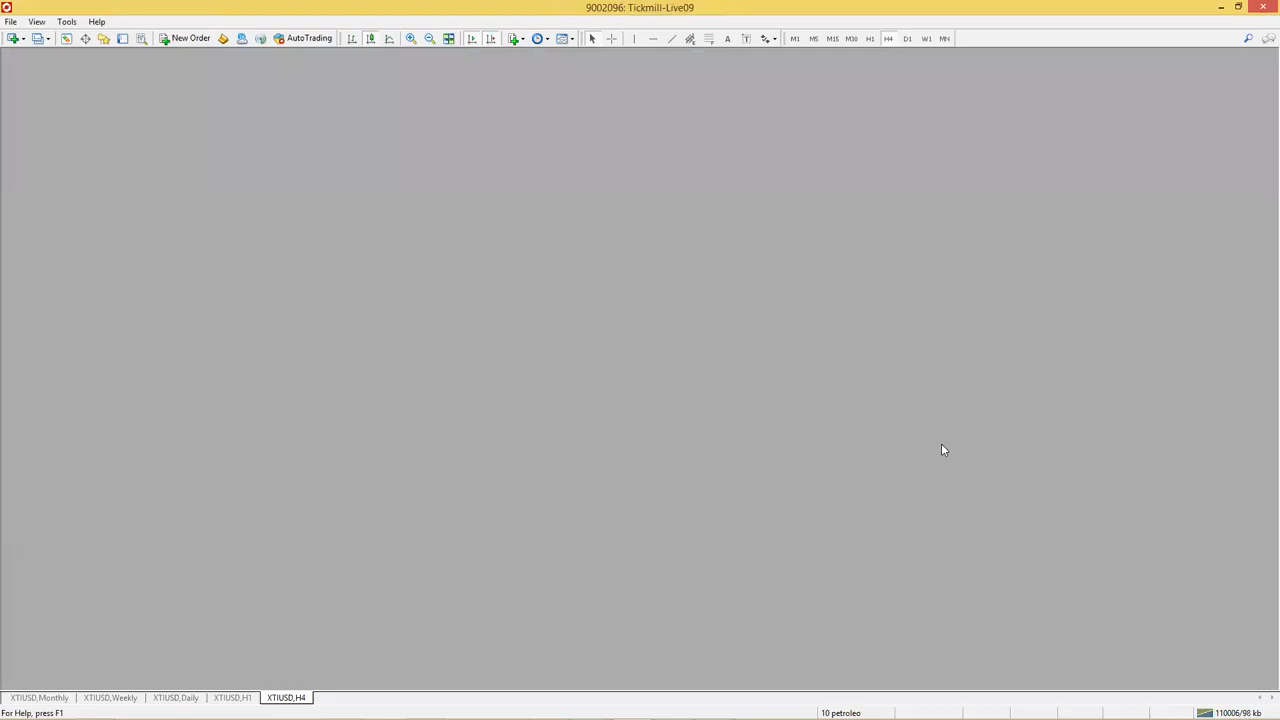 9002096: Tickmill-Live09
File View Tools Help
New Order AutoTrading A T M1 M5 M15 M30 H1 H4 D1 W1 MN
XTIUSD,Monthly XTIUSD,Weekly XTIUSD,Daily XTIUSD,H1 XTIUSD,H4
For Help, press F1 10 petroleo 110006/98 kb